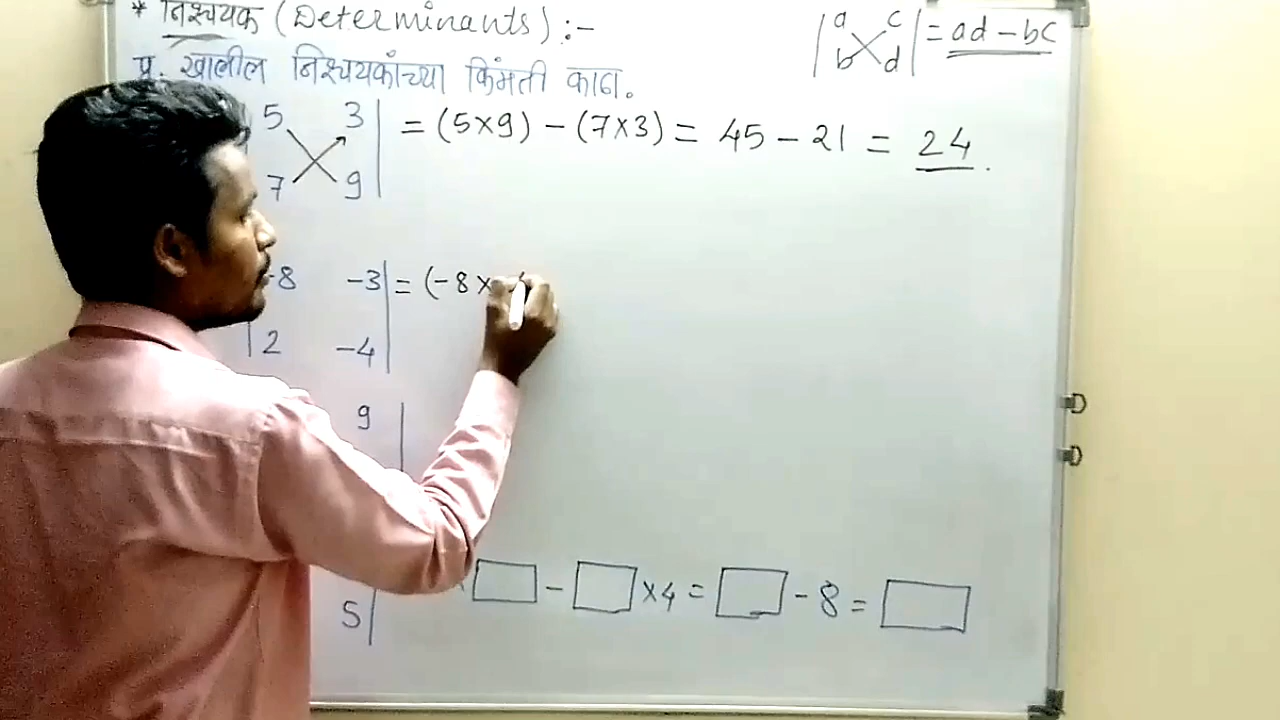 * निश्चयक (Determinants) :-
|a c| = ad - bc
|b d|
प्र. खालील निश्चयकांच्या किंमती काढा.
5 3| = (5×9) - (7×3) = 45 - 21 = 24.
7 9|
-8 -3| = (-8×
|2 -4|
9|
×□ - □×4 = □ - 8 = □
5|